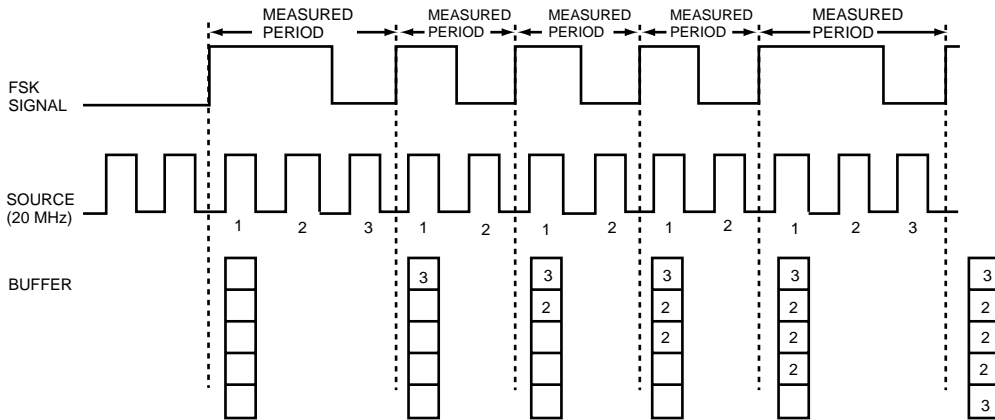 MEASURED PERIOD
MEASURED PERIOD
MEASURED PERIOD
MEASURED PERIOD
MEASURED PERIOD
FSK
SIGNAL
SOURCE
(20 MHz)
1 2 3 1 2 1 2 1 2 1 2 3
BUFFER
3 3 3 3 3
2 2 2 2
2 2 2
2 2
3